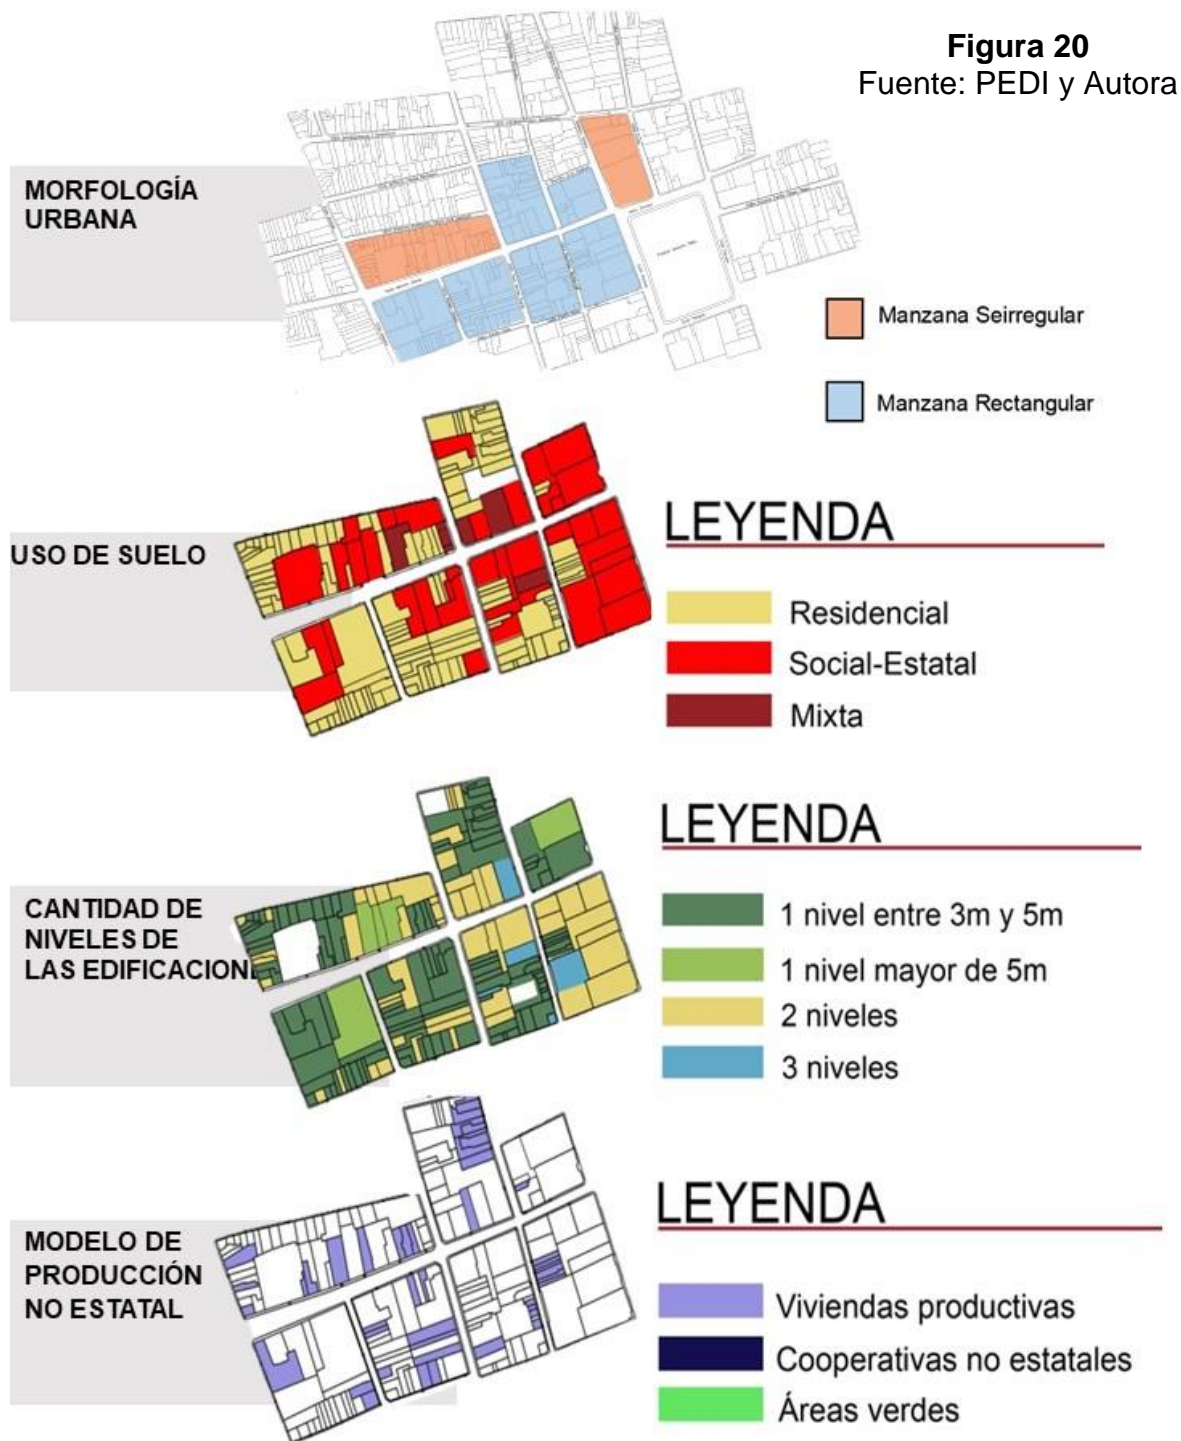 Figura 20
Fuente: PEDI y Autora
MORFOLOGÍA
URBANA
Manzana Seirregular
Manzana Rectangular
USO DE SUELO
LEYENDA
Residencial
Social-Estatal
Mixta
CANTIDAD DE
NIVELES DE
LAS EDIFICACION
LEYENDA
1 nivel entre 3m y 5m
1 nivel mayor de 5m
2 niveles
3 niveles
MODELO DE
PRODUCCIÓN
NO ESTATAL
LEYENDA
Viviendas productivas
Cooperativas no estatales
Áreas verdes